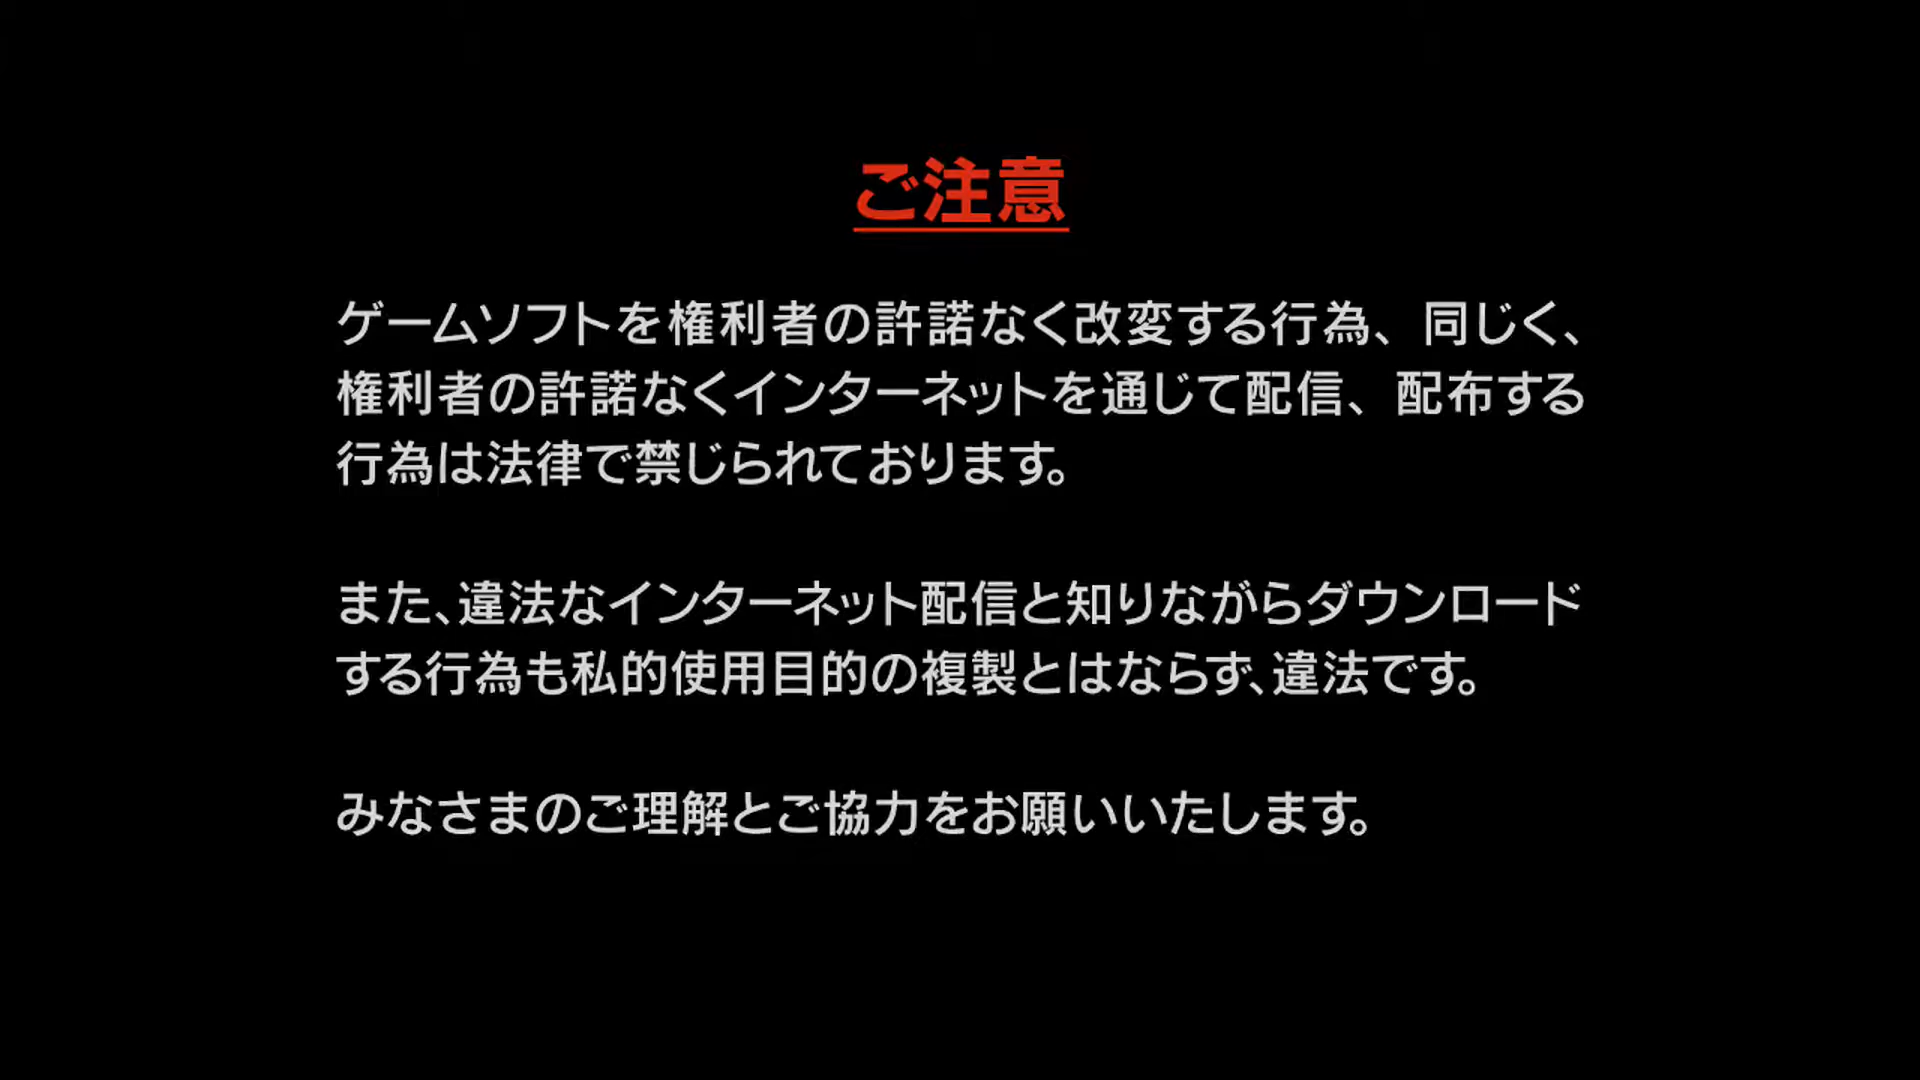 ご注意
ゲームソフトを権利者の許諾なく改変する行為、同じく、
権利者の許諾なくインターネットを通じて配信、配布する
行為は法律で禁じられております。
また、違法なインターネット配信と知りながらダウンロード
する行為も私的使用目的の複製とはならず、違法です。
みなさまのご理解とご協力をお願いいたします。